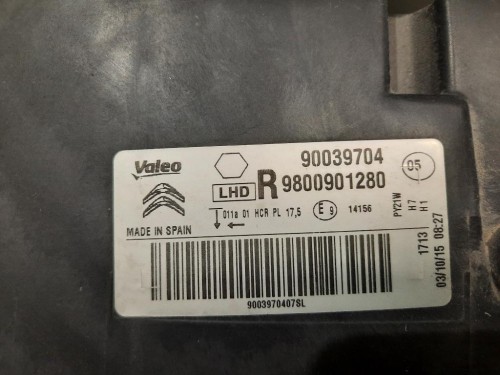 Valeo
90039704
05
LHD R 9800901280
011a 01 HCR PL 17,5 E 9 14156
MADE IN SPAIN
PY21W
H7 H1
1713
03/10/15 08:27
9003970407SL